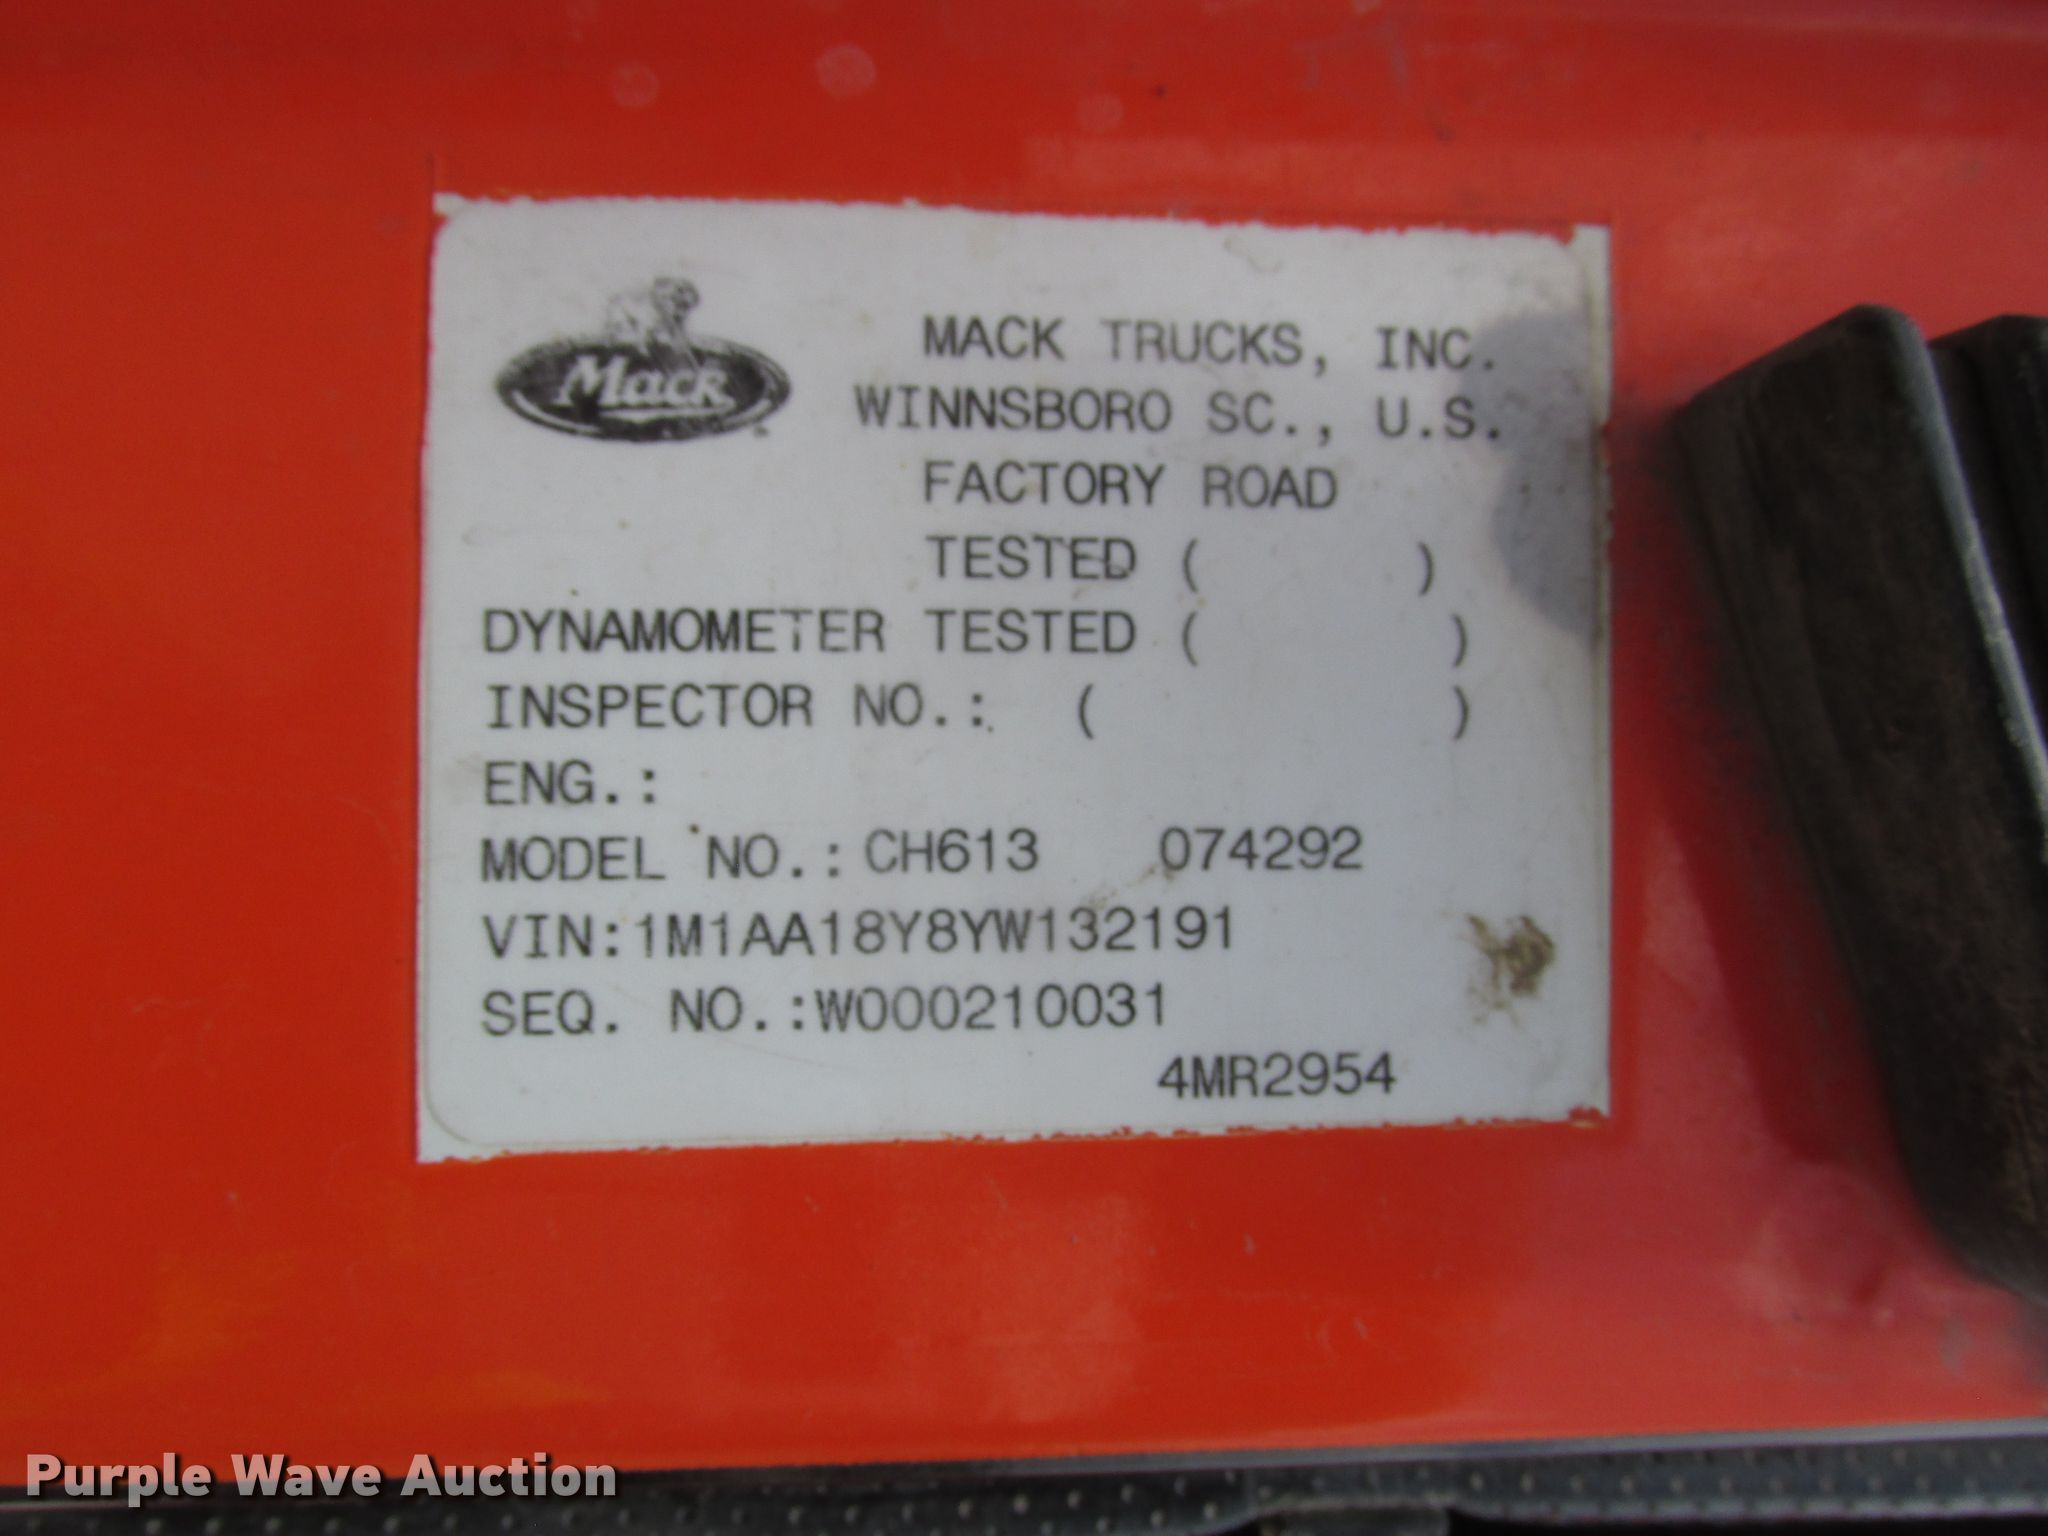 Mack
MACK TRUCKS, INC.
WINNSBORO SC., U.S.
FACTORY ROAD
TESTED ( )
DYNAMOMETER TESTED ( )
INSPECTOR NO.: ( )
ENG.:
MODEL NO.: CH613 074292
VIN:1M1AA18Y8YW132191
SEQ. NO.:W000210031
4MR2954
Purple Wave Auction